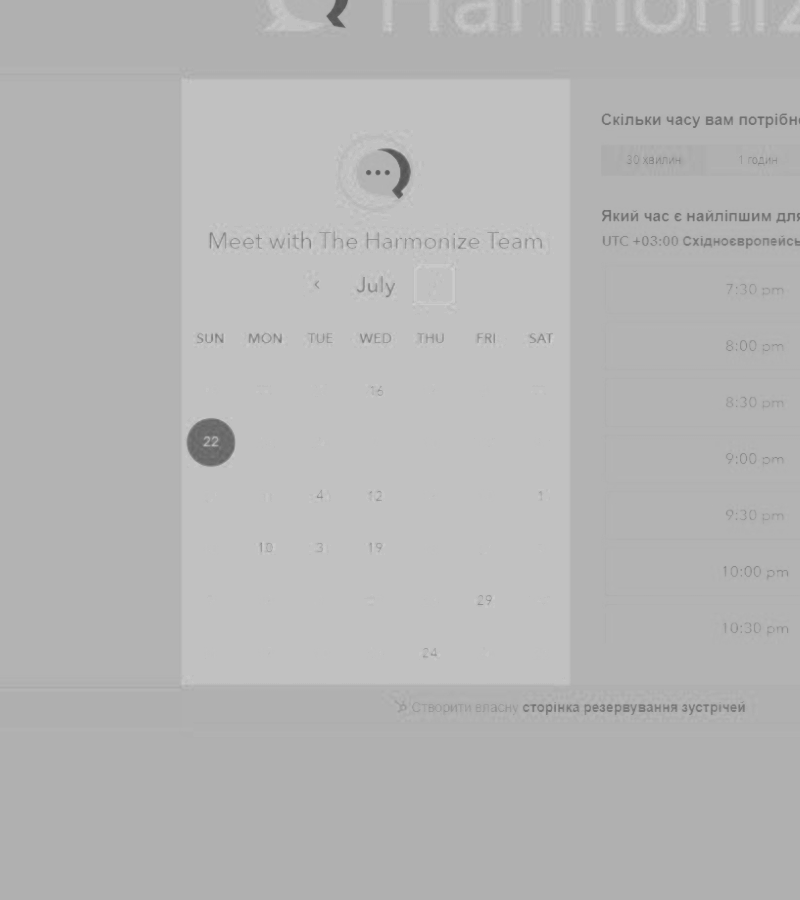 Harmoniz
Meet with The Harmonize Team
‹ July
SUN MON TUE WED THU FRI SAT
16
22
4 12 1
10 3 19
29
24
Скільки часу вам потрібно
30 хвилин 1 годин
Який час є найліпшим для
UTC +03:00 Східноєвропейсь
7:30 pm
8:00 pm
8:30 pm
9:00 pm
9:30 pm
10:00 pm
10:30 pm
Створити власну сторінка резервування зустрічей